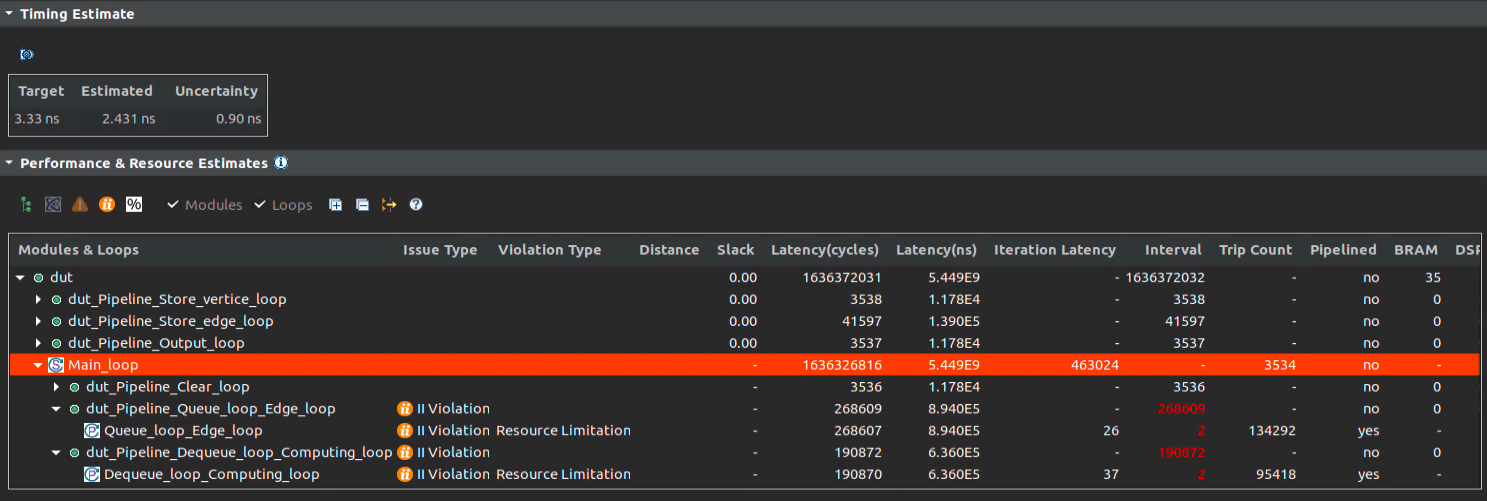 Timing Estimate
Target Estimated Uncertainty
3.33 ns 2.431 ns 0.90 ns
Performance & Resource Estimates
% Modules Loops
Modules & Loops Issue Type Violation Type Distance Slack Latency(cycles) Latency(ns) Iteration Latency Interval Trip Count Pipelined BRAM DSP
dut 0.00 1636372031 5.449E9 - 1636372032 - no 35
dut_Pipeline_Store_vertice_loop 0.00 3538 1.178E4 - 3538 - no 0
dut_Pipeline_Store_edge_loop 0.00 41597 1.390E5 - 41597 - no 0
dut_Pipeline_Output_loop 0.00 3537 1.178E4 - 3537 - no 0
Main_loop - 1636326816 5.449E9 463024 - 3534 no -
dut_Pipeline_Clear_loop - 3536 1.178E4 - 3536 - no 0
dut_Pipeline_Queue_loop_Edge_loop II Violation - 268609 8.940E5 - 268609 - no 0
Queue_loop_Edge_loop II Violation Resource Limitation - 268607 8.940E5 26 2 134292 yes -
dut_Pipeline_Dequeue_loop_Computing_loop II Violation - 190872 6.360E5 - 190872 - no 0
Dequeue_loop_Computing_loop II Violation Resource Limitation - 190870 6.360E5 37 2 95418 yes -